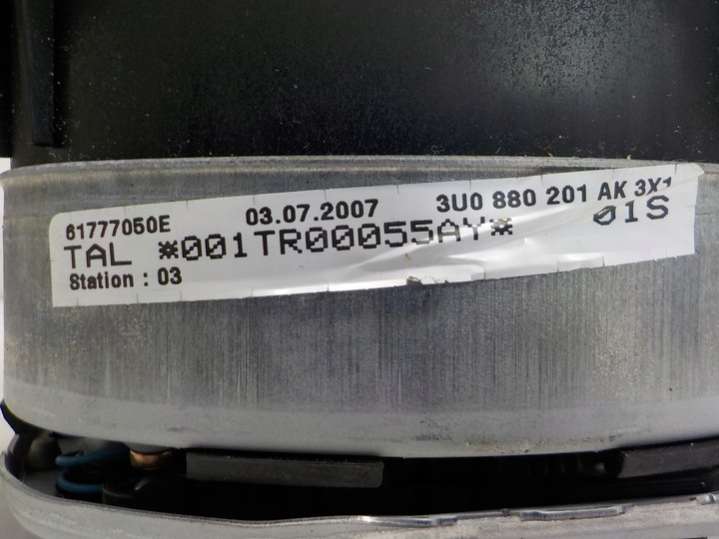 61777050E 03.07.2007 3U0 880 201 AK 3X1
TAL *001TR00055AY* 01S
Station : 03